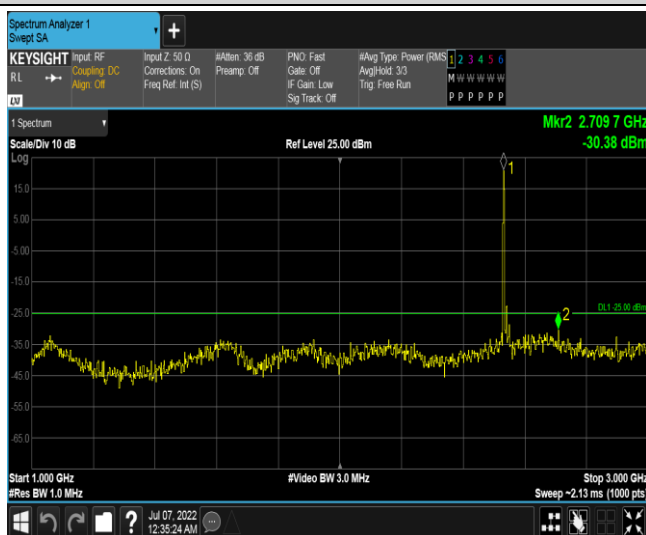 Spectrum Analyzer 1
Swept SA
+
KEYSIGHT
RL
LXI
Input: RF
Coupling: DC
Align: Off
Input Z: 50 Ω
Corrections: On
Freq Ref: Int (S)
#Atten: 36 dB
Preamp: Off
PNO: Fast
Gate: Off
IF Gain: Low
Sig Track: Off
#Avg Type: Power (RMS
Avg|Hold: 3/3
Trig: Free Run
1 2 3 4 5 6
M W W W W W
P P P P P P
1 Spectrum
Scale/Div 10 dB
Ref Level 25.00 dBm
Mkr2 2.709 7 GHz
-30.38 dBm
Log
1
15.0
5.00
-5.00
-15.0
-25.0
DL1 -25.00 dBm
2
-35.0
-45.0
-55.0
-65.0
Start 1.000 GHz
#Video BW 3.0 MHz
Stop 3.000 GHz
#Res BW 1.0 MHz
Sweep ~2.13 ms (1000 pts)
?
Jul 07, 2022
12:35:24 AM